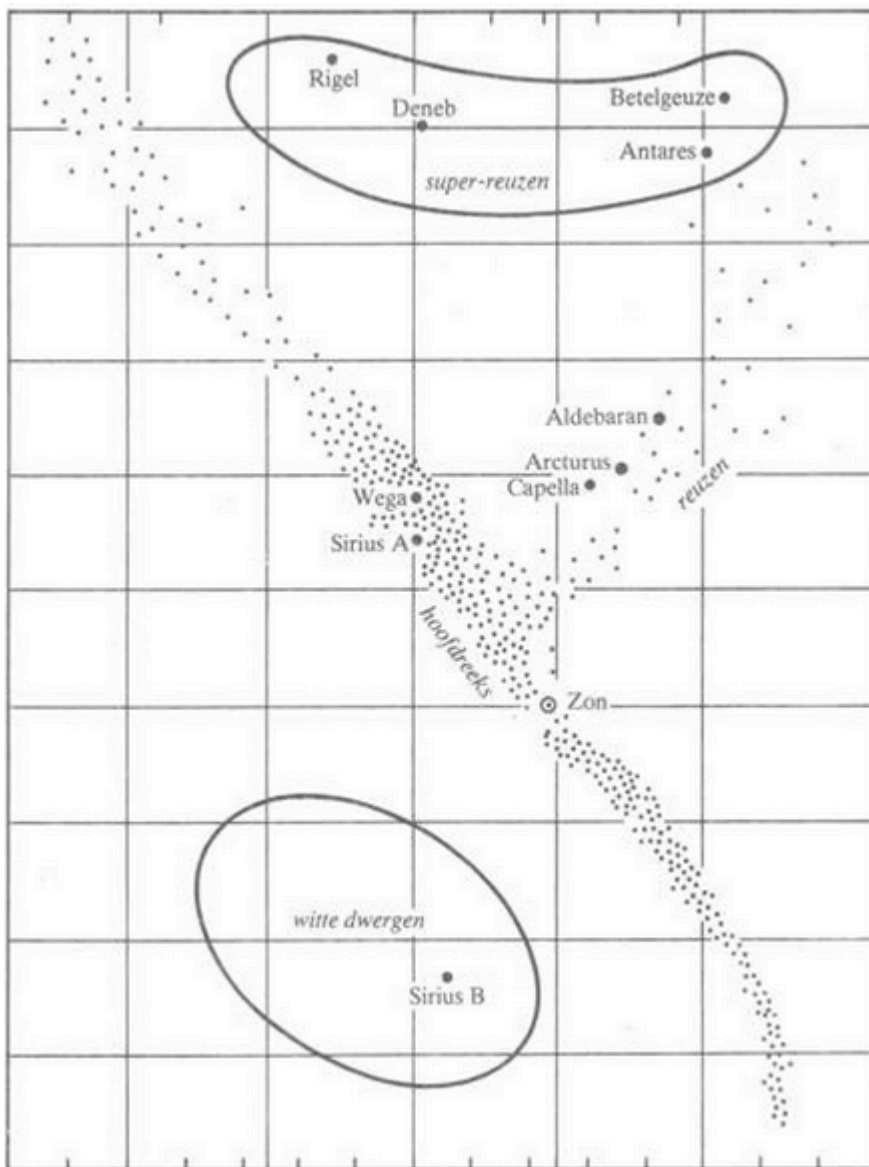 Rigel
Deneb
Betelgeuze
Antares
super-reuzen
Aldebaran
Arcturus
Capella
reuzen
Wega
Sirius A
hoofdreeks
Zon
witte dwergen
Sirius B